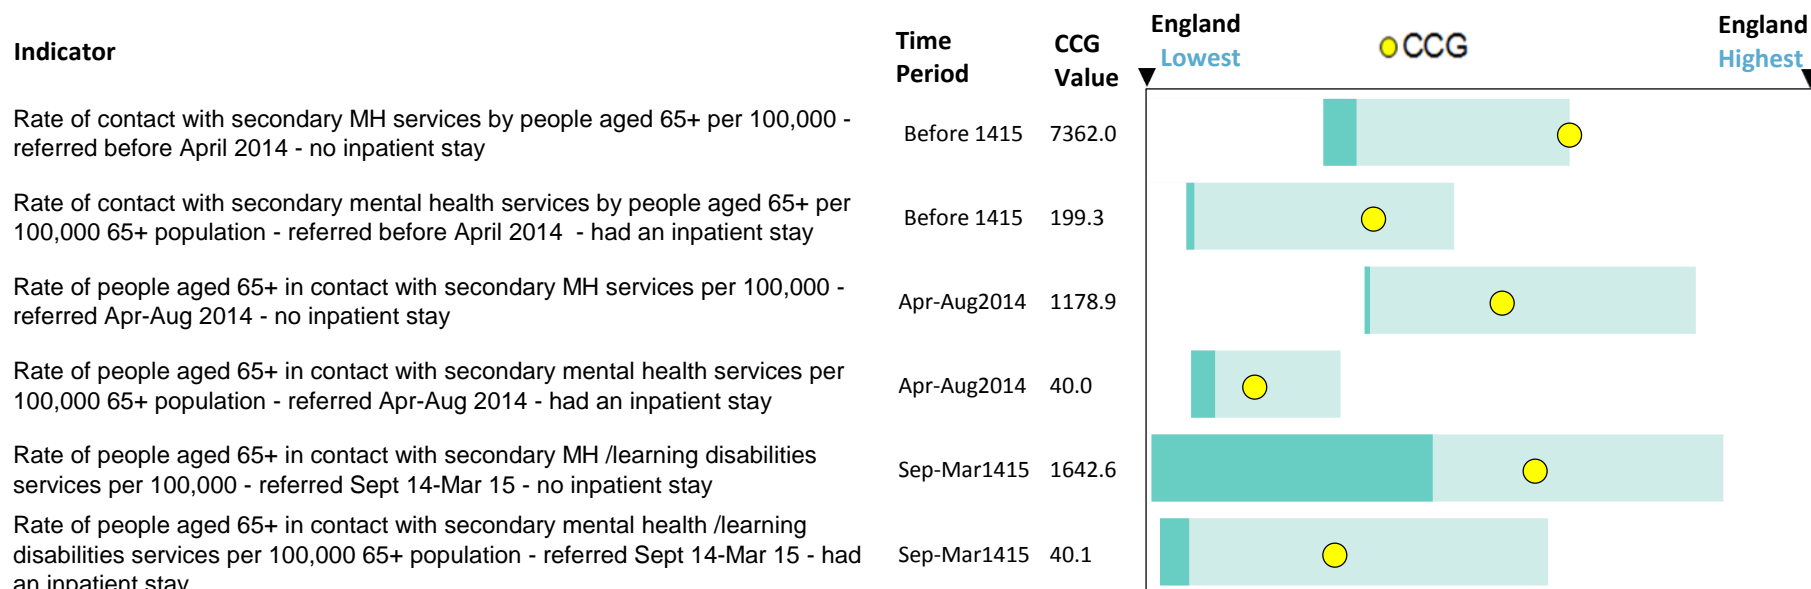 Indicator
Time
Period
CCG
Value
England
Lowest
CCG
England
Highest
Rate of contact with secondary MH services by people aged 65+ per 100,000 -
referred before April 2014 - no inpatient stay
Before 1415
7362.0
Rate of contact with secondary mental health services by people aged 65+ per
100,000 65+ population - referred before April 2014  - had an inpatient stay
Before 1415
199.3
Rate of people aged 65+ in contact with secondary MH services per 100,000 -
referred Apr-Aug 2014 - no inpatient stay
Apr-Aug2014
1178.9
Rate of people aged 65+ in contact with secondary mental health services per
100,000 65+ population - referred Apr-Aug 2014 - had an inpatient stay
Apr-Aug2014
40.0
Rate of people aged 65+ in contact with secondary MH /learning disabilities
services per 100,000 - referred Sept 14-Mar 15 - no inpatient stay
Sep-Mar1415
1642.6
Rate of people aged 65+ in contact with secondary mental health /learning
disabilities services per 100,000 65+ population - referred Sept 14-Mar 15 - had
an inpatient stay
Sep-Mar1415
40.1